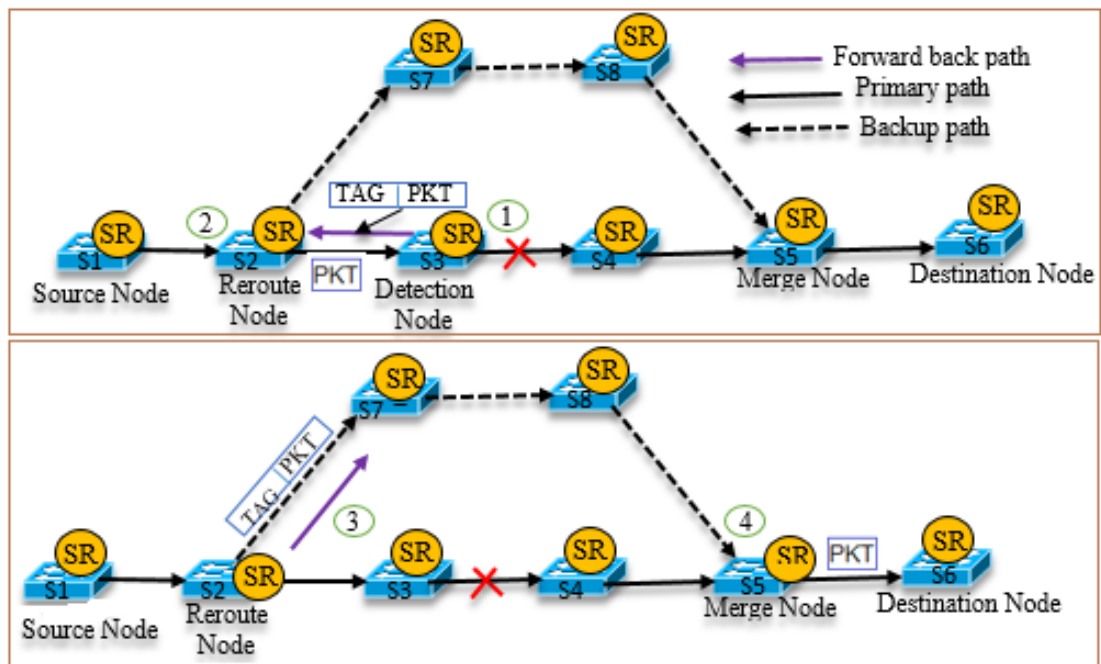 SR
SR
S7
S8
Forward back path
Primary path
Backup path
TAG PKT
2
1
SR
SR
SR
SR
SR
SR
S1
S2
S3
S4
S5
S6
PKT
Source Node
Reroute
Node
Detection
Node
Merge Node
Destination Node
SR
SR
S7
S8
TAG PKT
3
4
SR
SR
SR
SR
SR
SR
PKT
S1
S2
S3
S4
S5
S6
Source Node
Reroute
Node
Merge Node
Destination Node